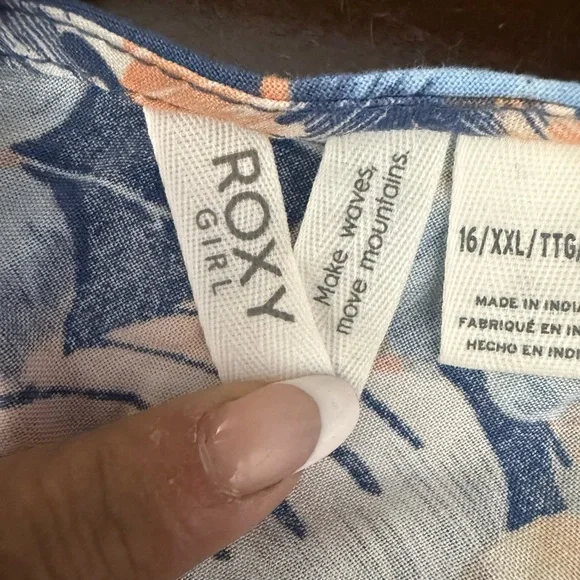 ROXY
GIRL
Make waves,
move mountains.
16/XXL/TTG/
MADE IN INDIA
FABRIQUÉ EN IN
HECHO EN INDI